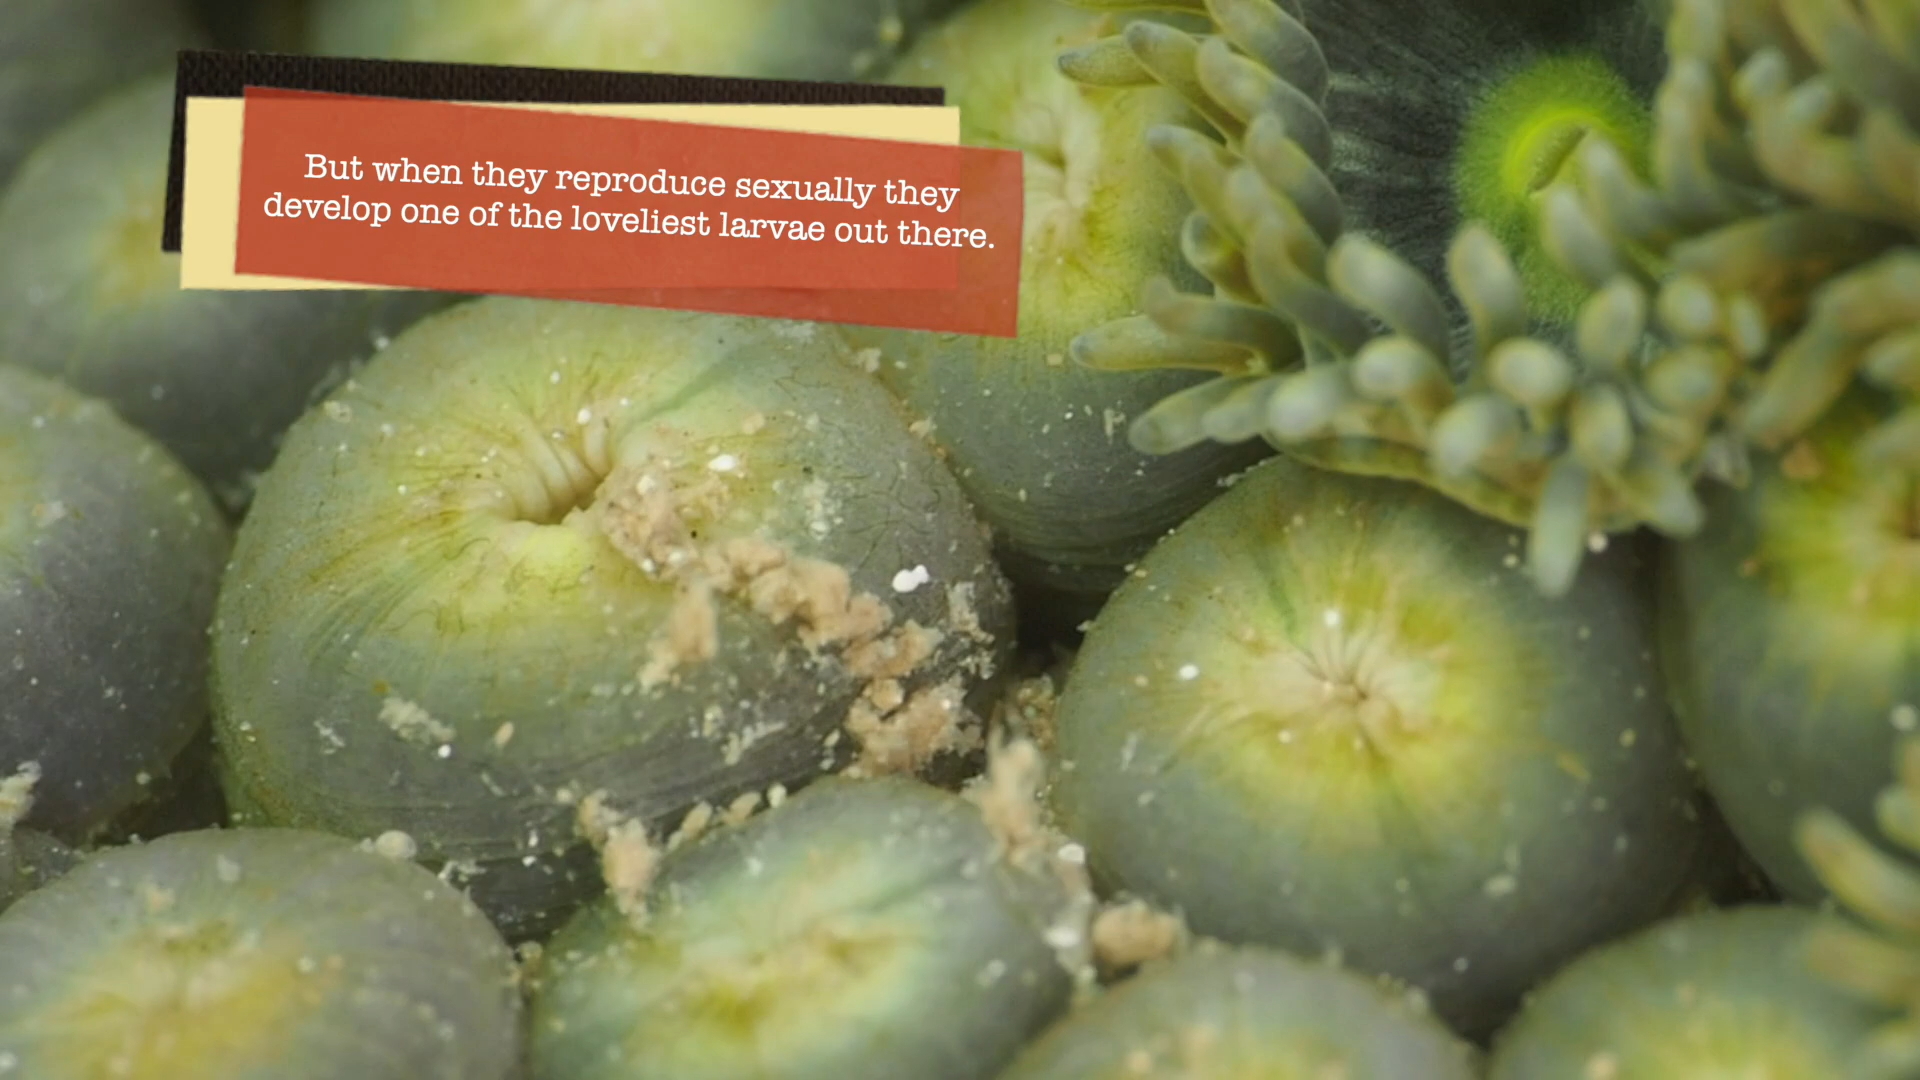 But when they reproduce sexually they
develop one of the loveliest larvae out there.